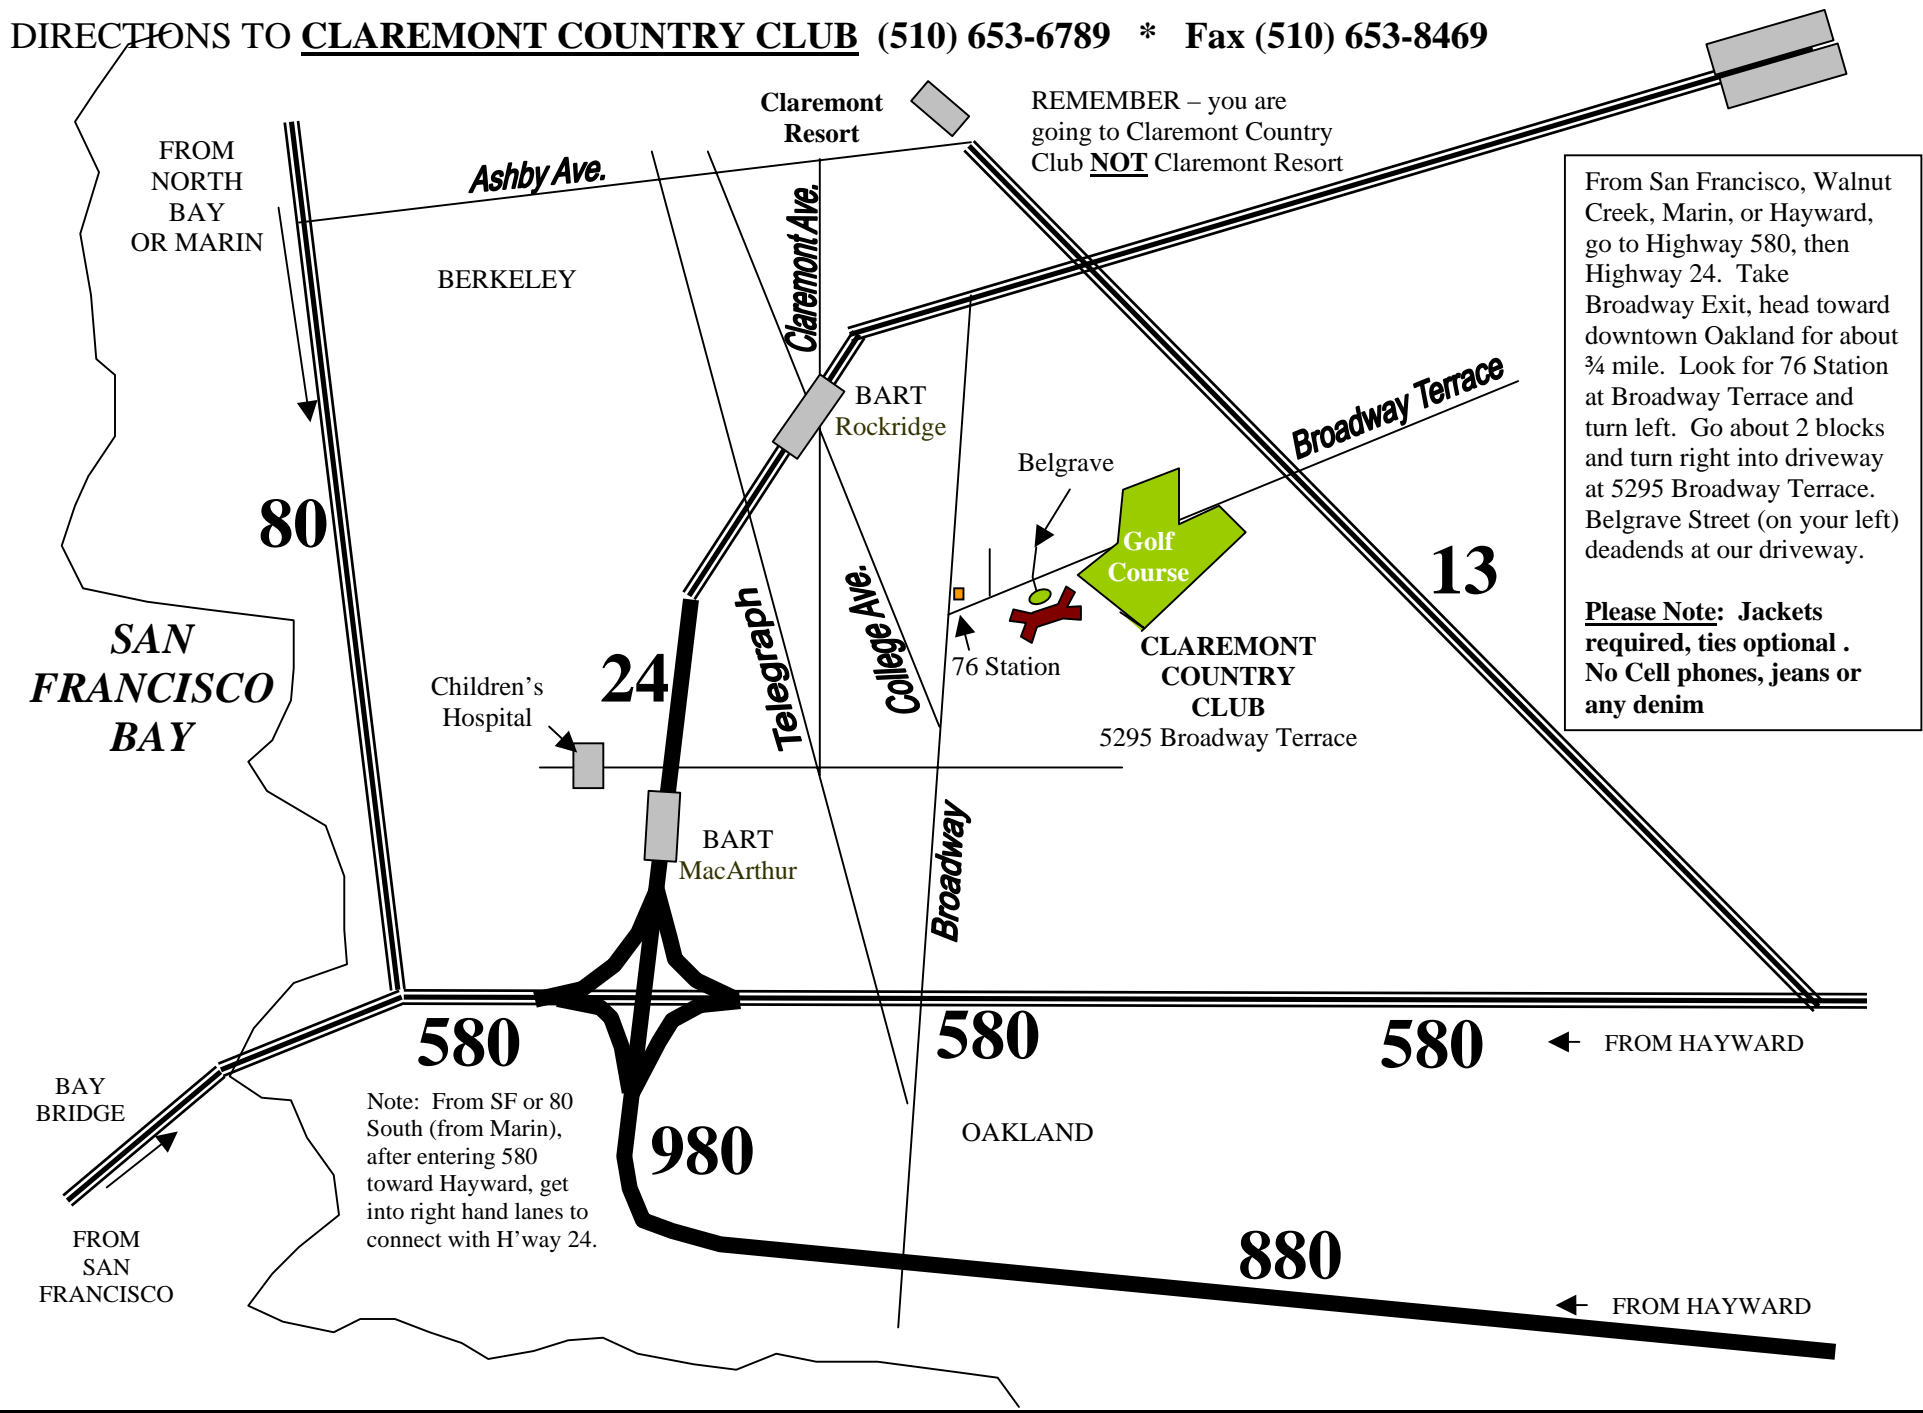 DIRECTIONS TO CLAREMONT COUNTRY CLUB (510) 653-6789 * Fax (510) 653-8469
Claremont
Resort
REMEMBER – you are
going to Claremont Country
Club NOT Claremont Resort
FROM
NORTH
BAY
OR MARIN
Ashby Ave.
Claremont Ave.
BERKELEY
From San Francisco, Walnut
Creek, Marin, or Hayward,
go to Highway 580, then
Highway 24. Take
Broadway Exit, head toward
downtown Oakland for about
¾ mile. Look for 76 Station
at Broadway Terrace and
turn left. Go about 2 blocks
and turn right into driveway
at 5295 Broadway Terrace.
Belgrave Street (on your left)
deadends at our driveway.
Please Note: Jackets
required, ties optional .
No Cell phones, jeans or
any denim
BART
Rockridge
Broadway Terrace
Belgrave
80
Golf
Course
13
SAN
FRANCISCO
BAY
24
Telegraph
College Ave.
76 Station
CLAREMONT
COUNTRY
CLUB
5295 Broadway Terrace
Children's
Hospital
BART
MacArthur
Broadway
580
580
580
FROM HAYWARD
BAY
BRIDGE
Note: From SF or 80
South (from Marin),
after entering 580
toward Hayward, get
into right hand lanes to
connect with H'way 24.
980
OAKLAND
FROM
SAN
FRANCISCO
880
FROM HAYWARD